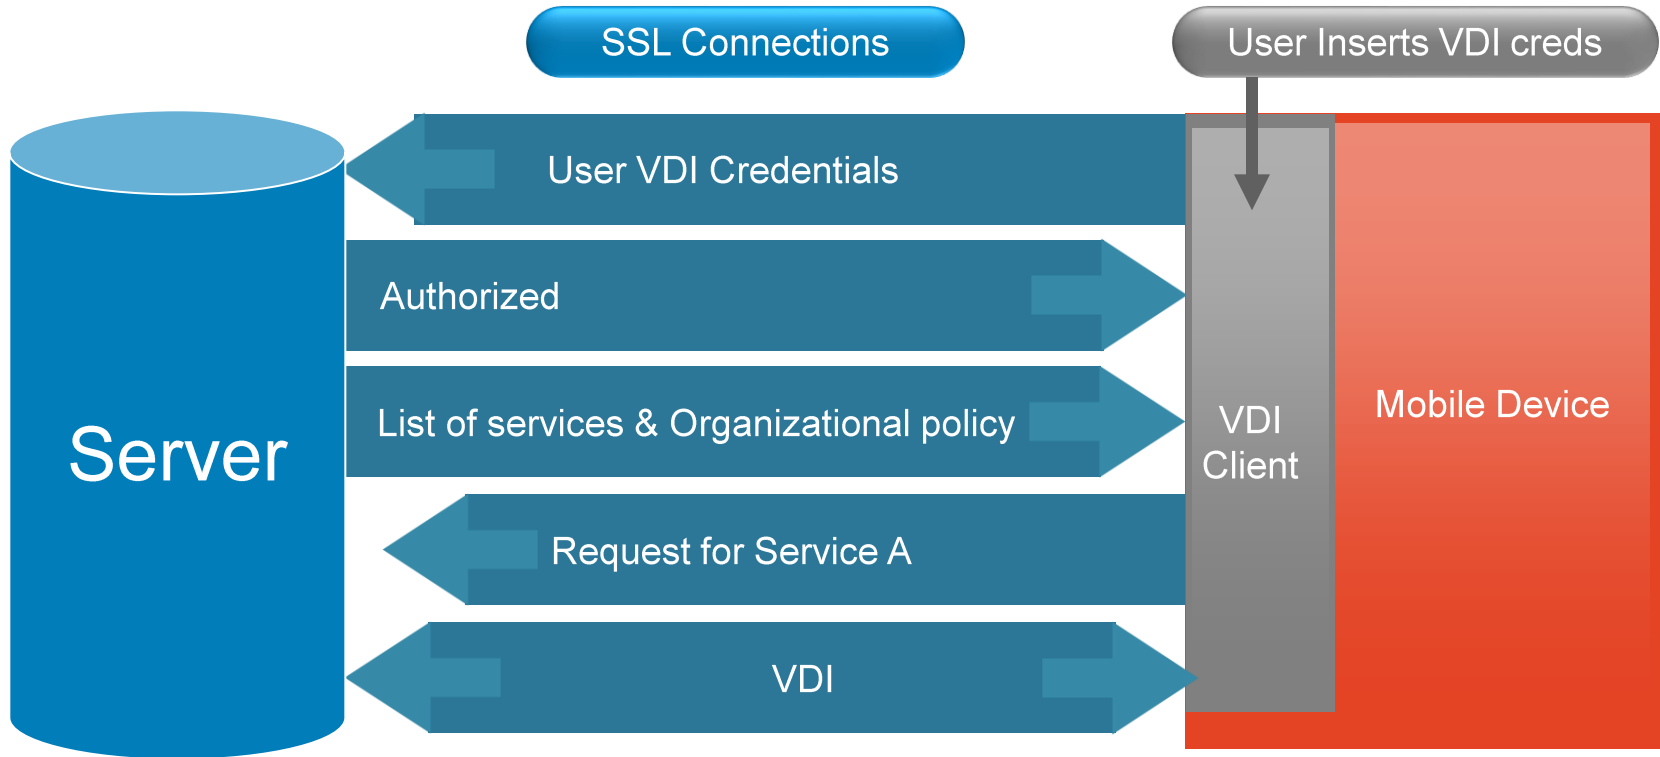 SSL Connections
User Inserts VDI creds
User VDI Credentials
Authorized
List of services & Organizational policy
Request for Service A
VDI
Server
VDI
Client
Mobile Device